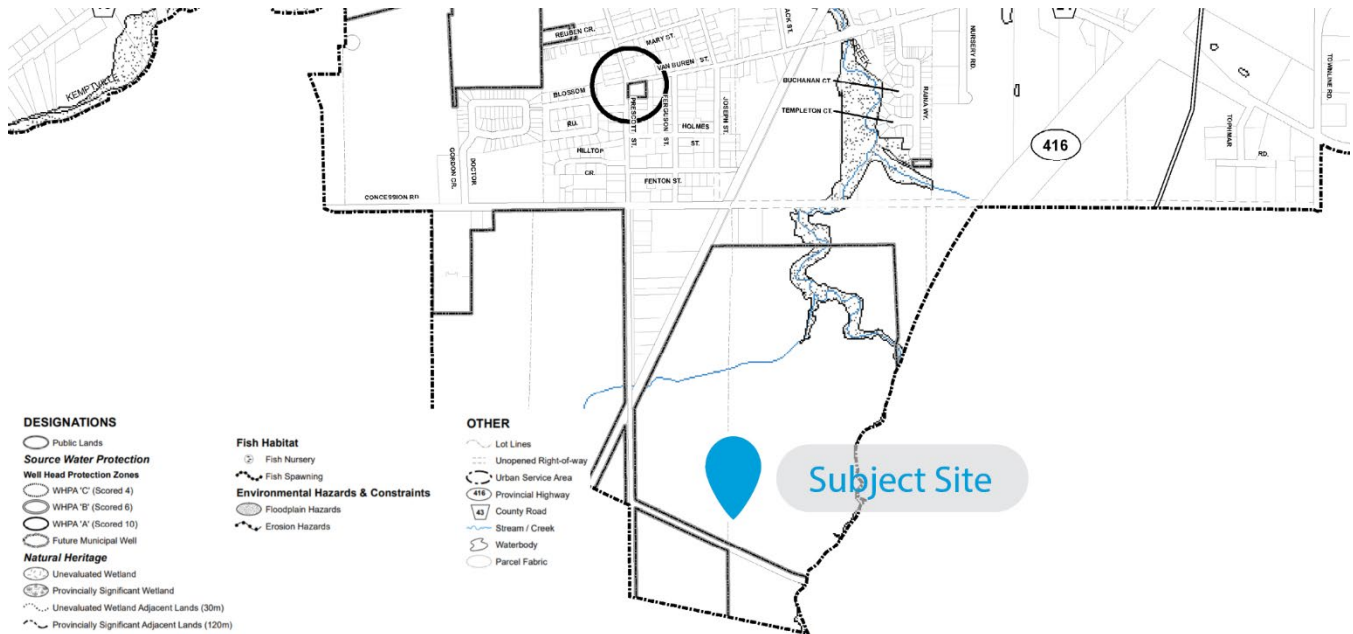 KEMPTVILLE
REUBEN CR.
MARY ST.
VAN BUREN ST.
BLOSSOM
RD.
PRESCOTT ST.
FERGUSON ST.
JOSEPH ST.
HOLMES
ST.
HILLTOP
CR.
FENTON ST.
GORDON CR.
DOCTOR
CONCESSION RD.
CREEK
BUCHANAN CT.
TEMPLETON CT.
NURSERY RD.
416
TOWNLINE RD.
TOPHMAR
RD.
DESIGNATIONS
Public Lands
Source Water Protection
Well Head Protection Zones
WHPA 'C' (Scored 4)
WHPA 'B' (Scored 6)
WHPA 'A' (Scored 10)
Future Municipal Well
Natural Heritage
Unevaluated Wetland
Provincially Significant Wetland
Unevaluated Wetland Adjacent Lands (30m)
Provincially Significant Adjacent Lands (120m)
Fish Habitat
Fish Nursery
Fish Spawning
Environmental Hazards & Constraints
Floodplain Hazards
Erosion Hazards
OTHER
Lot Lines
Unopened Right-of-way
Urban Service Area
416 Provincial Highway
43 County Road
Stream / Creek
Waterbody
Parcel Fabric
Subject Site